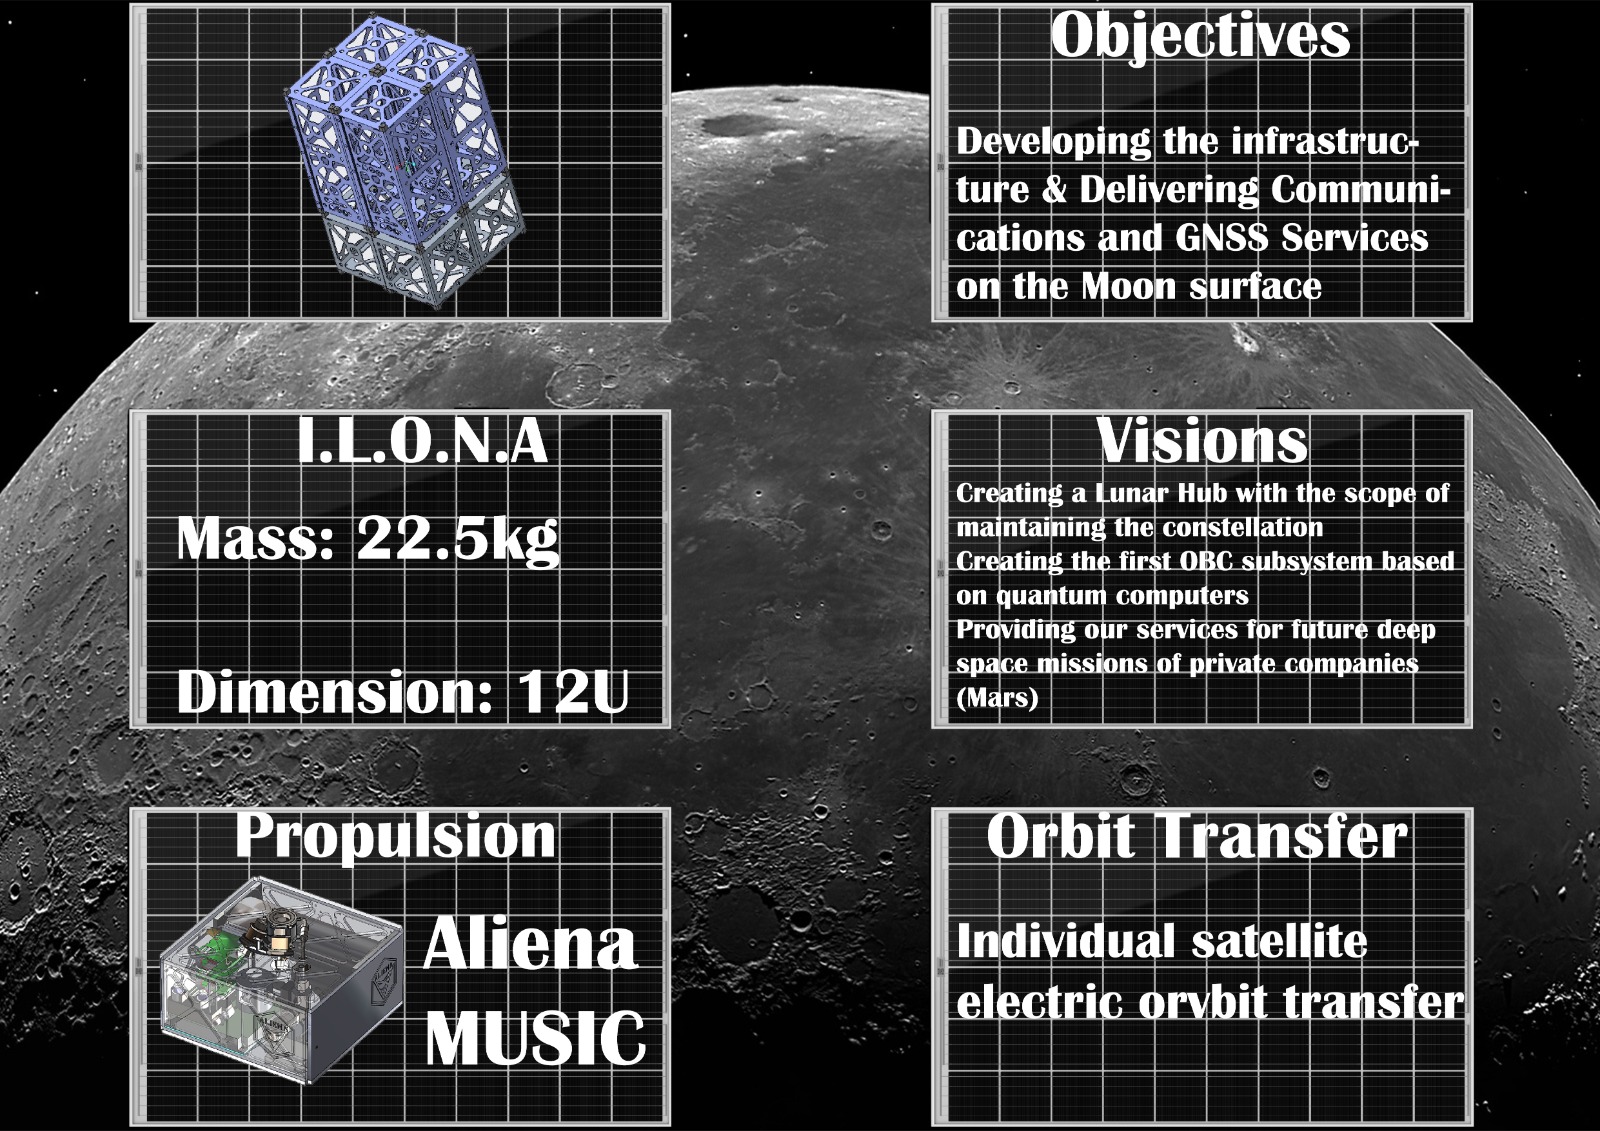 I.L.O.N.A
Mass: 22.5kg
Dimension: 12U
Propulsion
Aliena
MUSIC
ALIENA
ALIENA
Objectives
Developing the infrastruc-
ture & Delivering Communi-
cations and GNSS Services
on the Moon surface
Visions
Creating a Lunar Hub with the scope of
maintaining the constellation
Creating the first OBC subsystem based
on quantum computers
Providing our services for future deep
space missions of private companies
(Mars)
Orbit Transfer
Individual satellite
electric orvbit transfer